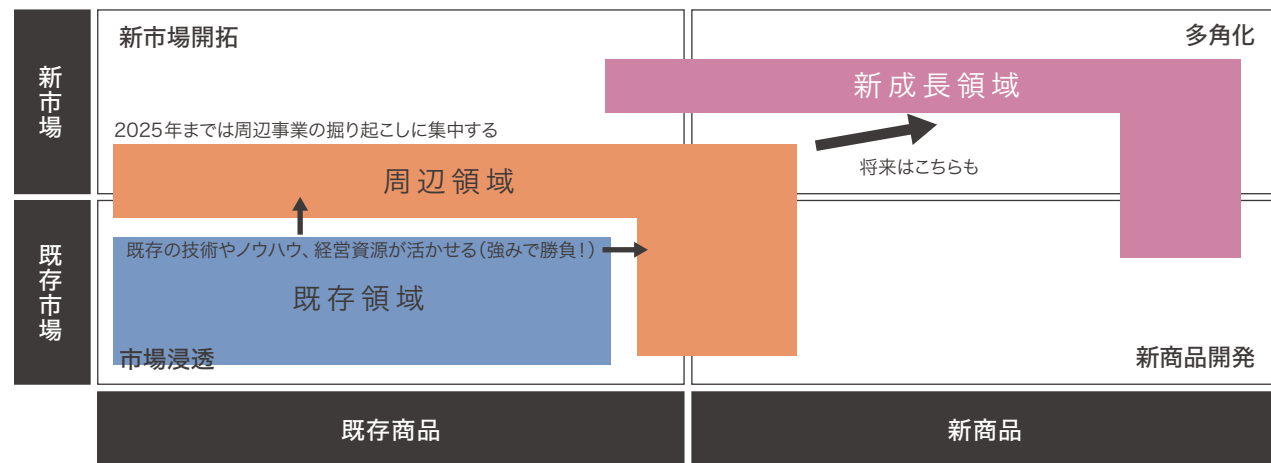 新市場
新市場開拓
多角化
新成長領域
2025年までは周辺事業の掘り起こしに集中する
将来はこちらも
周辺領域
既存市場
既存の技術やノウハウ、経営資源が活かせる(強みで勝負!)
既存領域
市場浸透
新商品開発
既存商品
新商品